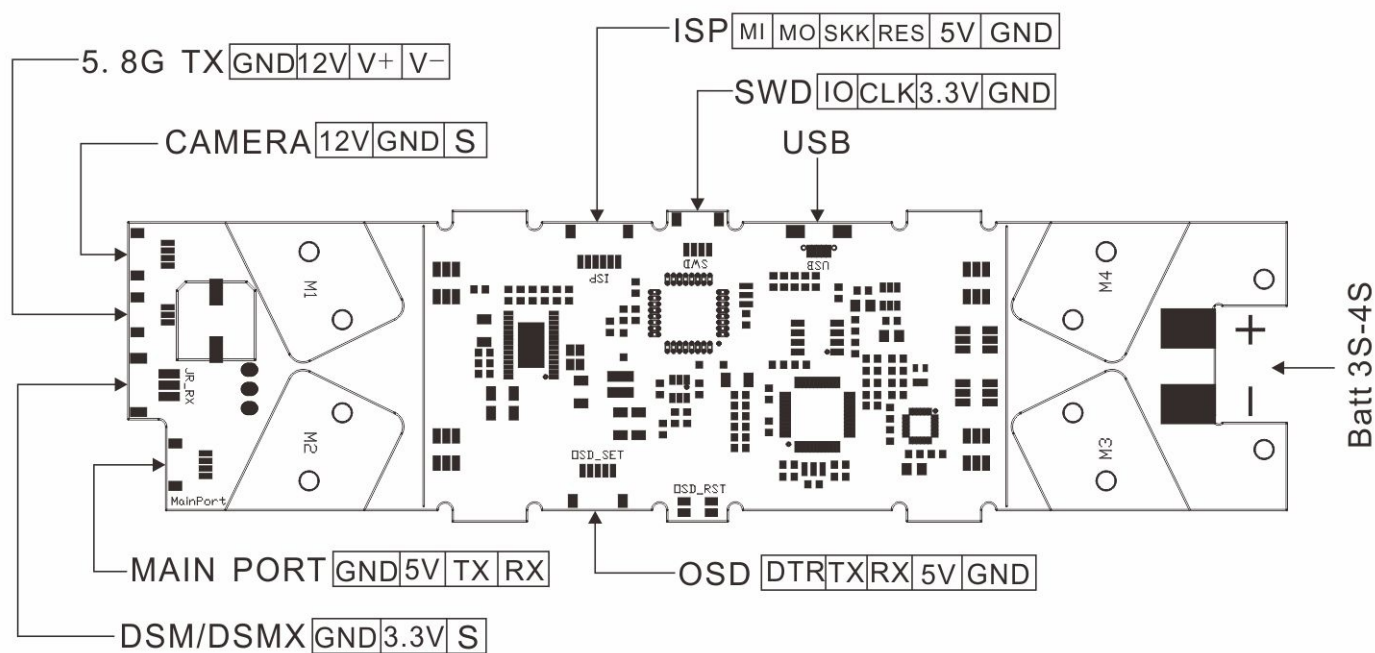 ISP MI MO SKK RES 5V GND
5.8G TX GND 12V V+ V-
SWD IO CLK 3.3V GND
CAMERA 12V GND S
USB
M1
ISP
SWD
USB
M4
+
Batt 3S-4S
-
JR_RX
M2
OSD_SET
M3
OSD_RST
MainPort
MAIN PORT GND 5V TX RX
OSD DTR TX RX 5V GND
DSM/DSMX GND 3.3V S